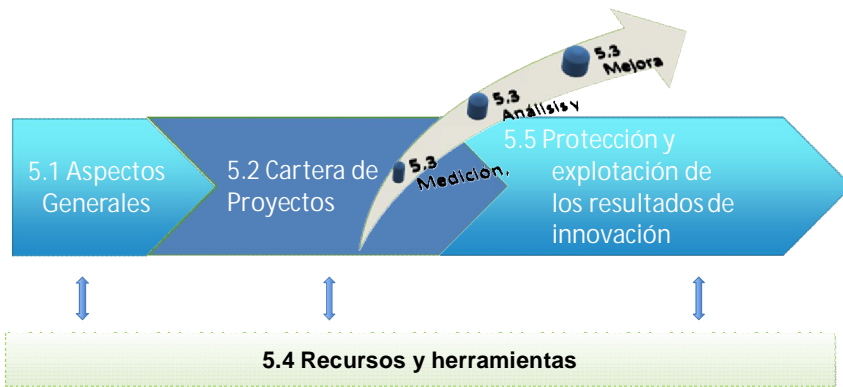 5.1 Aspectos
Generales
5.2 Cartera de
Proyectos
5.3
Medición,
5.3
Análisis y
5.3
Mejora
5.5 Protección y
explotación de
los resultados de
innovación
5.4 Recursos y herramientas